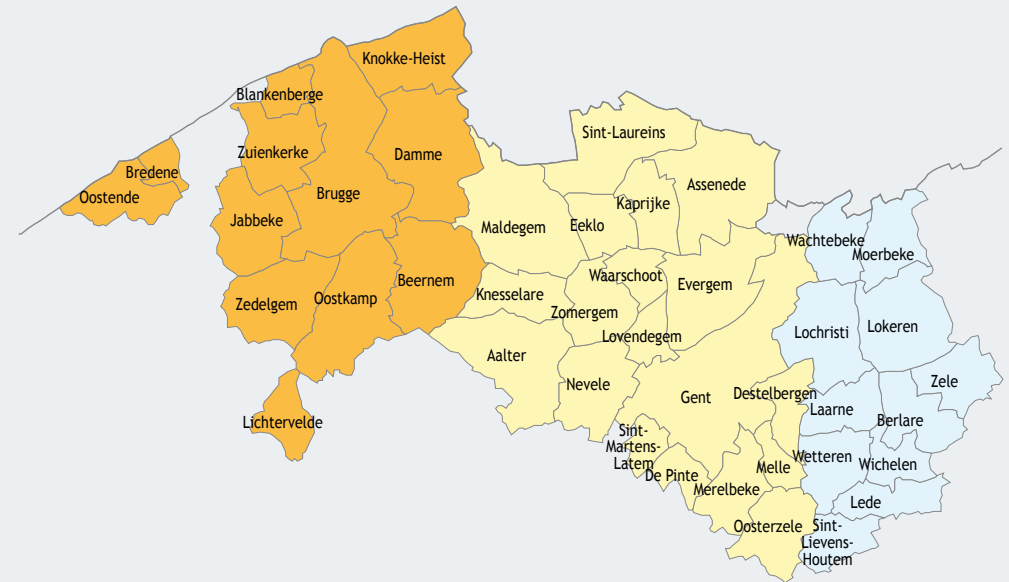 Knokke-Heist
Blankenberge
Sint-Laureins
Zuienkerke
Damme
Bredene
Oostende
Brugge
Assenede
Kaprijke
Jabbeke
Maldegem
Eeklo
Wachtebeke
Moerbeke
Waarschoot
Beernem
Evergem
Knesselare
Oostkamp
Zedelgem
Zomergem
Lokeren
Lochristi
Lovendegem
Aalter
Zele
Nevele
Destelbergen
Gent
Laarne
Berlare
Lichtervelde
Sint-
Martens-
Latem
Wetteren
Wichelen
Melle
De Pinte
Merelbeke
Lede
Oosterzele
Sint-
Lievens-
Houtem